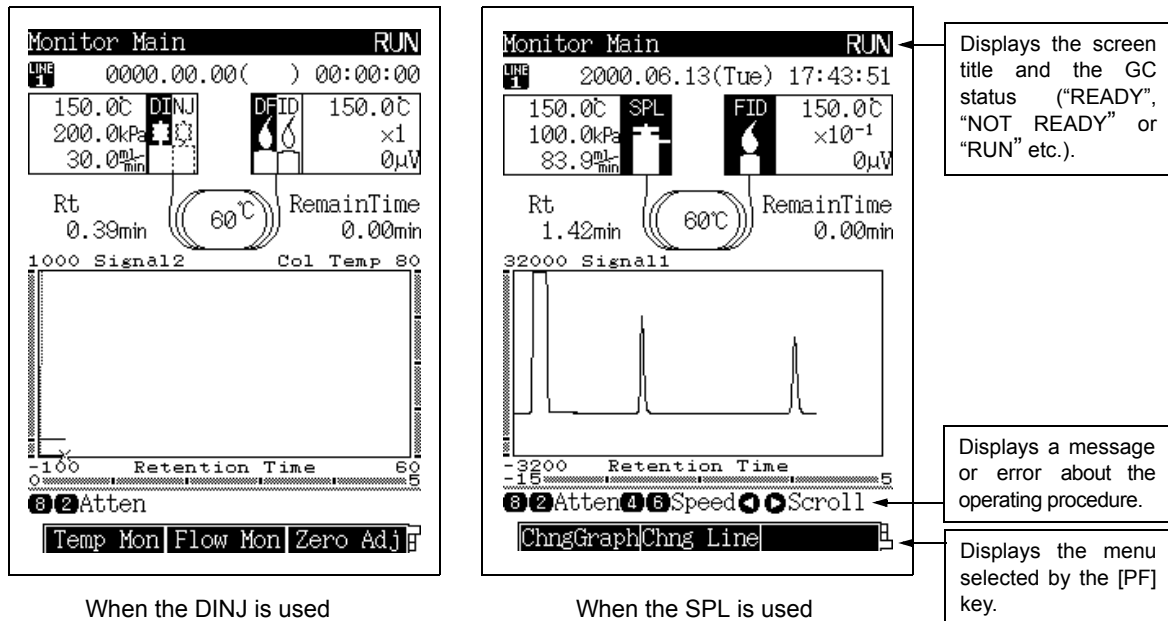 Monitor Main RUN
LINE 1 0000.00.00( ) 00:00:00
150.0℃ DINJ DFID 150.0℃
200.0kPa ×1
30.0ml/min 0μV
Rt RemainTime
0.39min 60℃ 0.00min
1000 Signal2 Col Temp 80
-100 Retention Time 60
0 5
8 2 Atten
Temp Mon Flow Mon Zero Adj
When the DINJ is used
Monitor Main RUN
LINE 1 2000.06.13(Tue) 17:43:51
150.0℃ SPL FID 150.0℃
100.0kPa ×10⁻¹
83.9ml/min 0μV
Rt RemainTime
1.42min 60℃ 0.00min
32000 Signal1
-3200 Retention Time
-15 5
8 2 Atten 4 6 Speed ◀ ▶ Scroll
ChngGraph Chng Line
When the SPL is used
Displays the screen
title and the GC
status (“READY”,
“NOT READY” or
“RUN” etc.).
Displays a message
or error about the
operating procedure.
Displays the menu
selected by the [PF]
key.